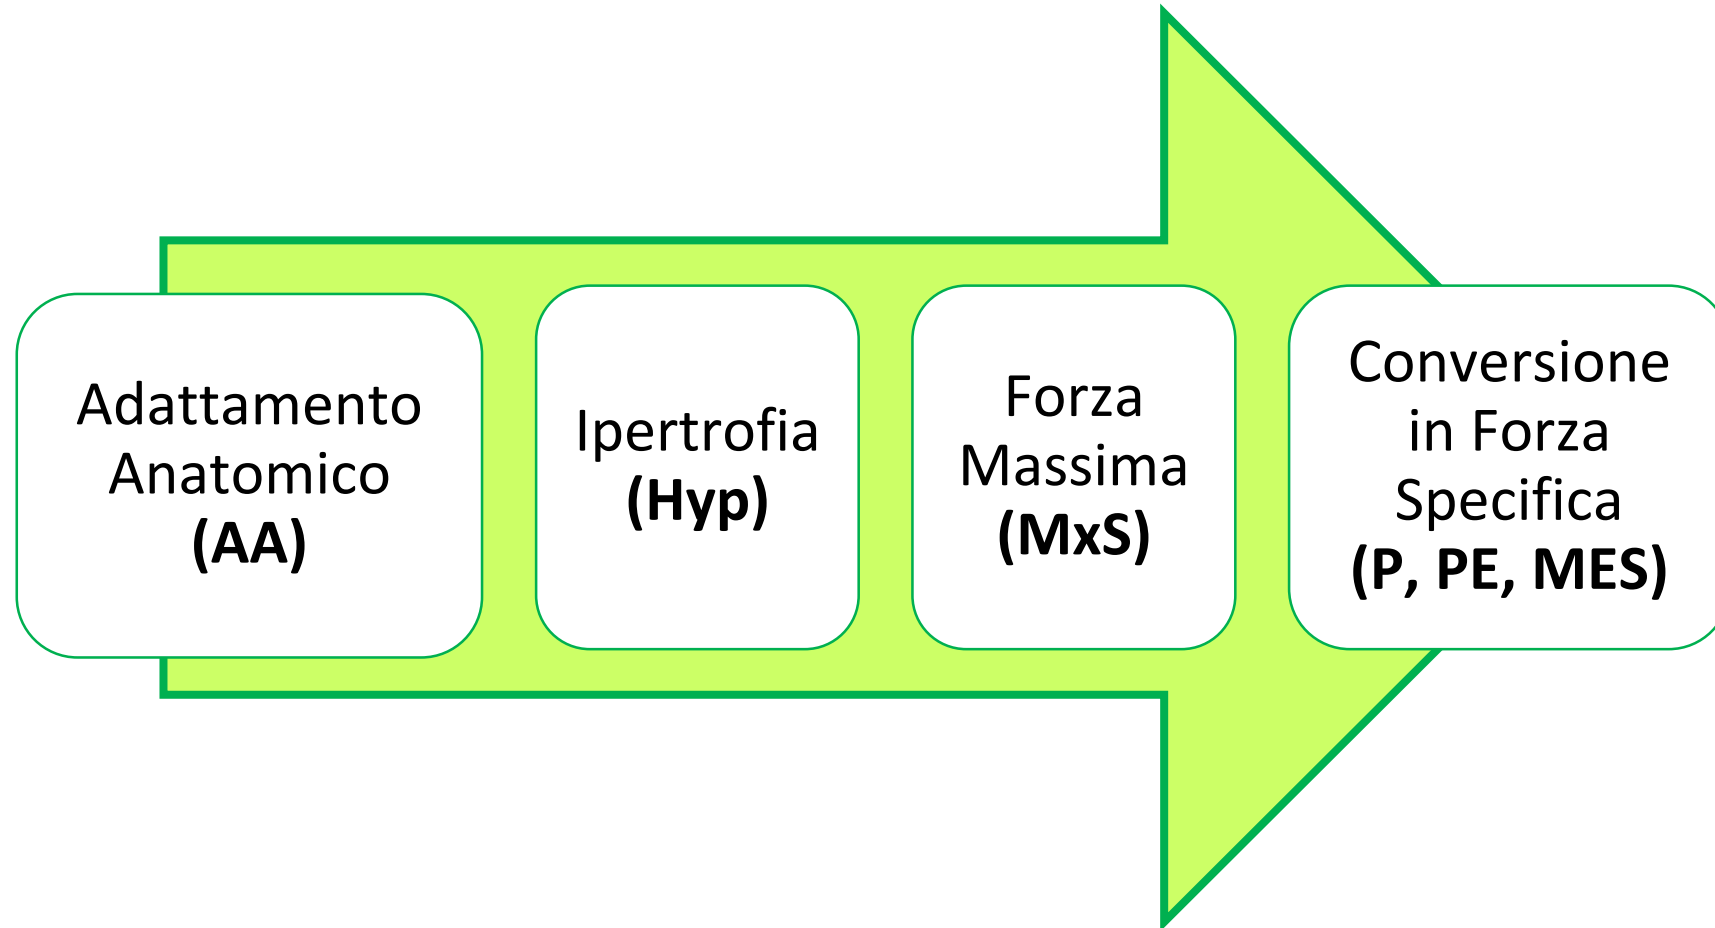 Adattamento
Anatomico
(AA)
Ipertrofia
(Hyp)
Forza
Massima
(MxS)
Conversione
in Forza
Specifica
(P, PE, MES)